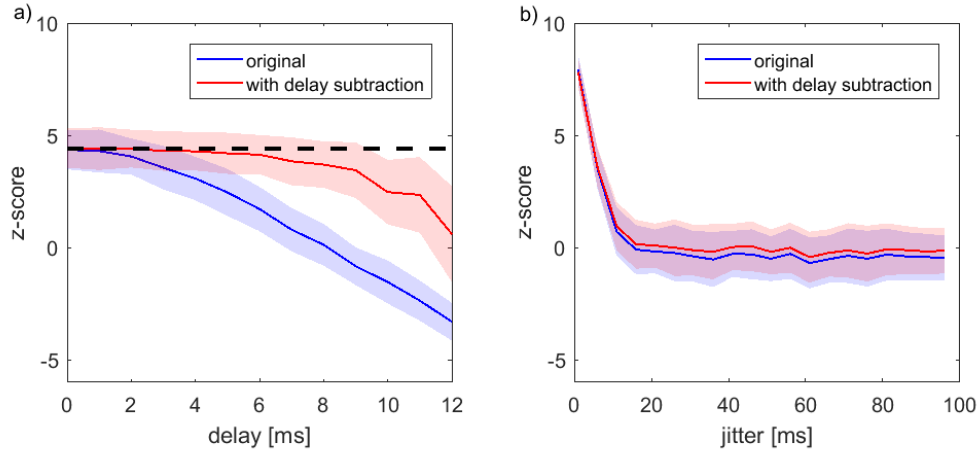 a)
10
5
0
-5
z-score
original
with delay subtraction
0 2 4 6 8 10 12
delay [ms]
b)
10
5
0
-5
z-score
original
with delay subtraction
0 20 40 60 80 100
jitter [ms]